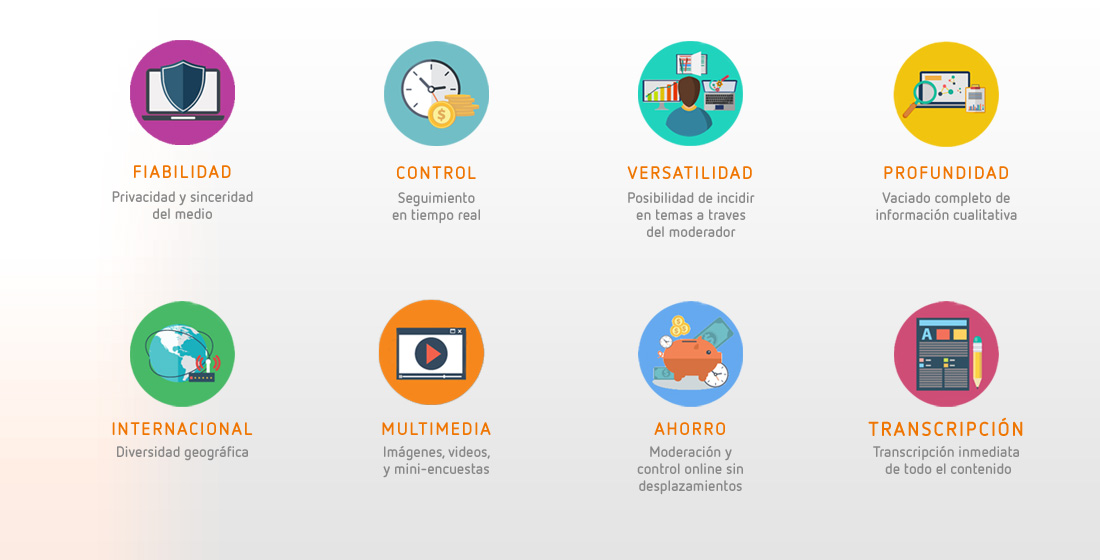 FIABILIDAD
Privacidad y sinceridad
del medio
CONTROL
Seguimiento
en tiempo real
VERSATILIDAD
Posibilidad de incidir
en temas a traves
del moderador
PROFUNDIDAD
Vaciado completo de
información cualitativa
INTERNACIONAL
Diversidad geográfica
MULTIMEDIA
Imágenes, videos,
y mini-encuestas
AHORRO
Moderación y
control online sin
desplazamientos
A
TRANSCRIPCIÓN
Transcripción inmediata
de todo el contenido